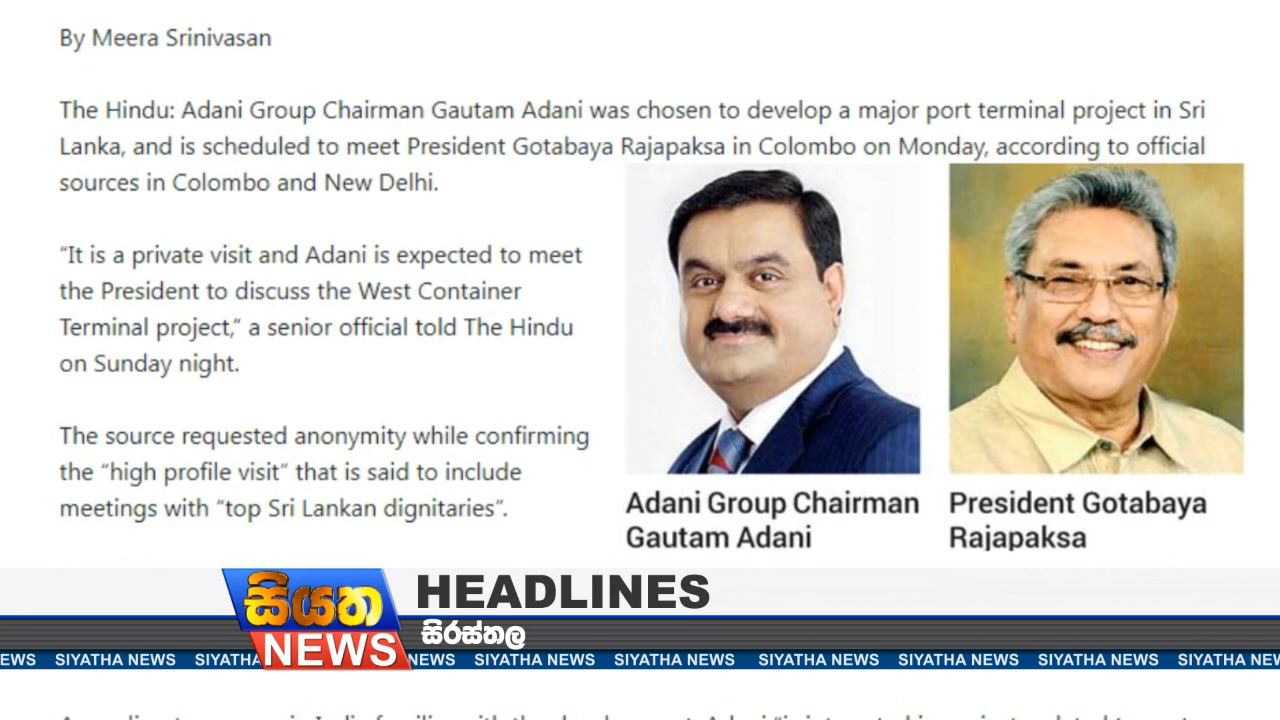 By Meera Srinivasan
The Hindu: Adani Group Chairman Gautam Adani was chosen to develop a major port terminal project in Sri
Lanka, and is scheduled to meet President Gotabaya Rajapaksa in Colombo on Monday, according to official
sources in Colombo and New Delhi.
“It is a private visit and Adani is expected to meet
the President to discuss the West Container
Terminal project,” a senior official told The Hindu
on Sunday night.
The source requested anonymity while confirming
the “high profile visit” that is said to include
meetings with “top Sri Lankan dignitaries”.
Adani Group Chairman
Gautam Adani
President Gotabaya
Rajapaksa
සියත
NEWS
HEADLINES
සිරස්තල
EWS SIYATHA NEWS SIYATHA NEWS SIYATHA NEWS SIYATHA NEWS SIYATHA NEWS SIYATHA NEWS SIYATHA NEWS SIYATHA NEW